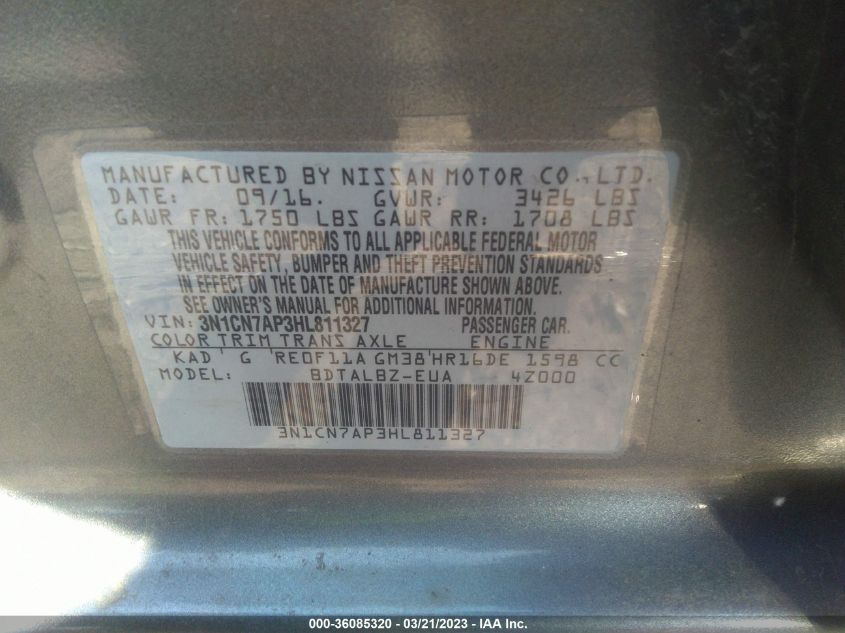 MANUFACTURED BY NISSAN MOTOR CO., LTD.
DATE: 09/16. GVWR: 3426 LBS
GAWR FR: 1750 LBS GAWR RR: 1708 LBS
THIS VEHICLE CONFORMS TO ALL APPLICABLE FEDERAL MOTOR
VEHICLE SAFETY, BUMPER AND THEFT PREVENTION STANDARDS
IN EFFECT ON THE DATE OF MANUFACTURE SHOWN ABOVE.
SEE OWNER'S MANUAL FOR ADDITIONAL INFORMATION.
VIN: 3N1CN7AP3HL811327 PASSENGER CAR.
COLOR TRIM TRANS AXLE ENGINE
KAD G RE0F11A GM38 HR16DE 1598 CC
MODEL: BDTALBZ-EUA 4Z000
3N1CN7AP3HL811327
000-36085320 — 03/21/2023 — IAA Inc.